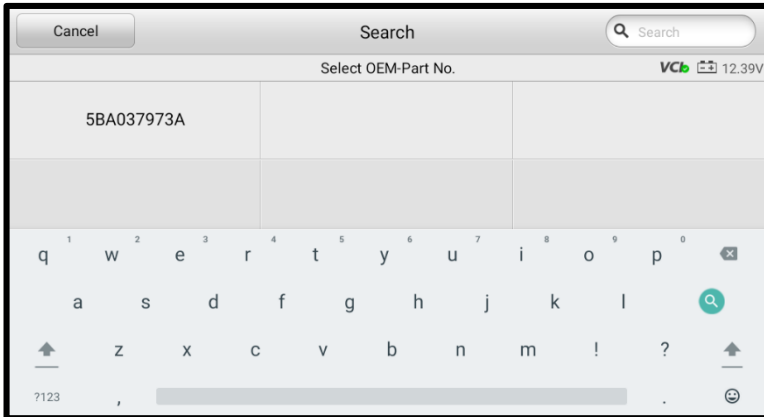 Cancel Search Search
Select OEM-Part No. VCI 12.39V
5BA037973A
q 1 w 2 e 3 r 4 t 5 y 6 u 7 i 8 o 9 p 0
a s d f g h j k l
z x c v b n m ! ?
?123 , .